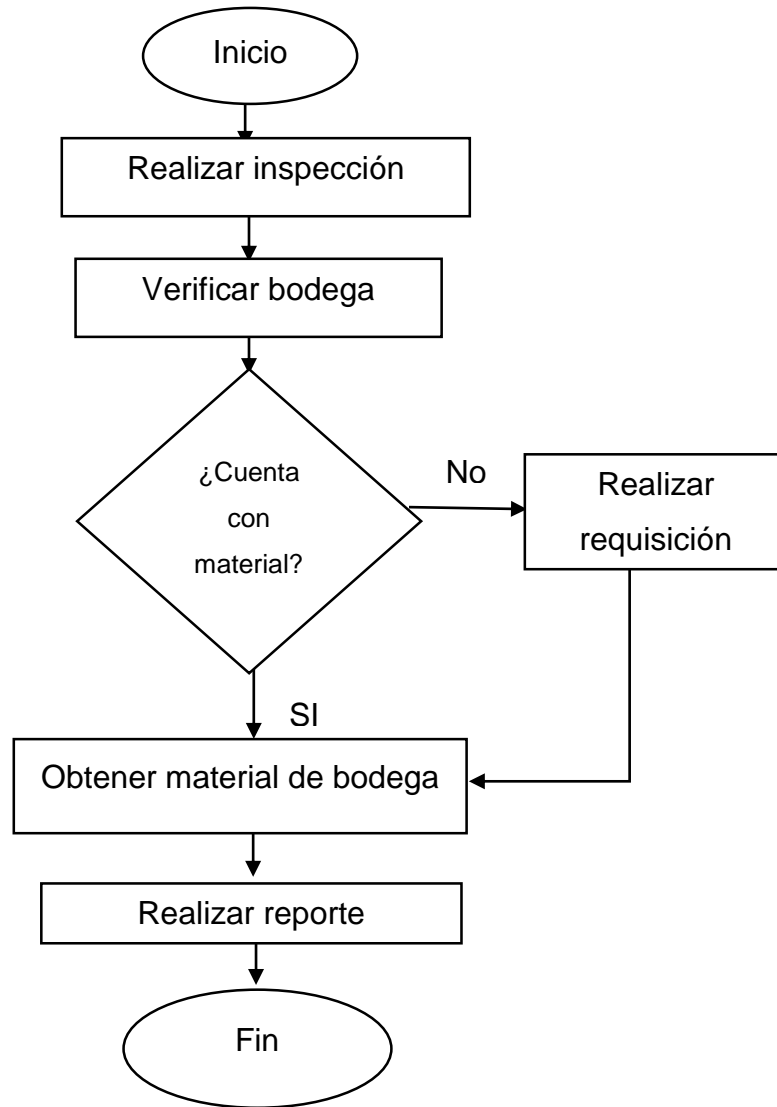 Inicio
Realizar inspección
Verificar bodega
¿Cuenta
con
material?
No
Realizar
requisición
SI
Obtener material de bodega
Realizar reporte
Fin